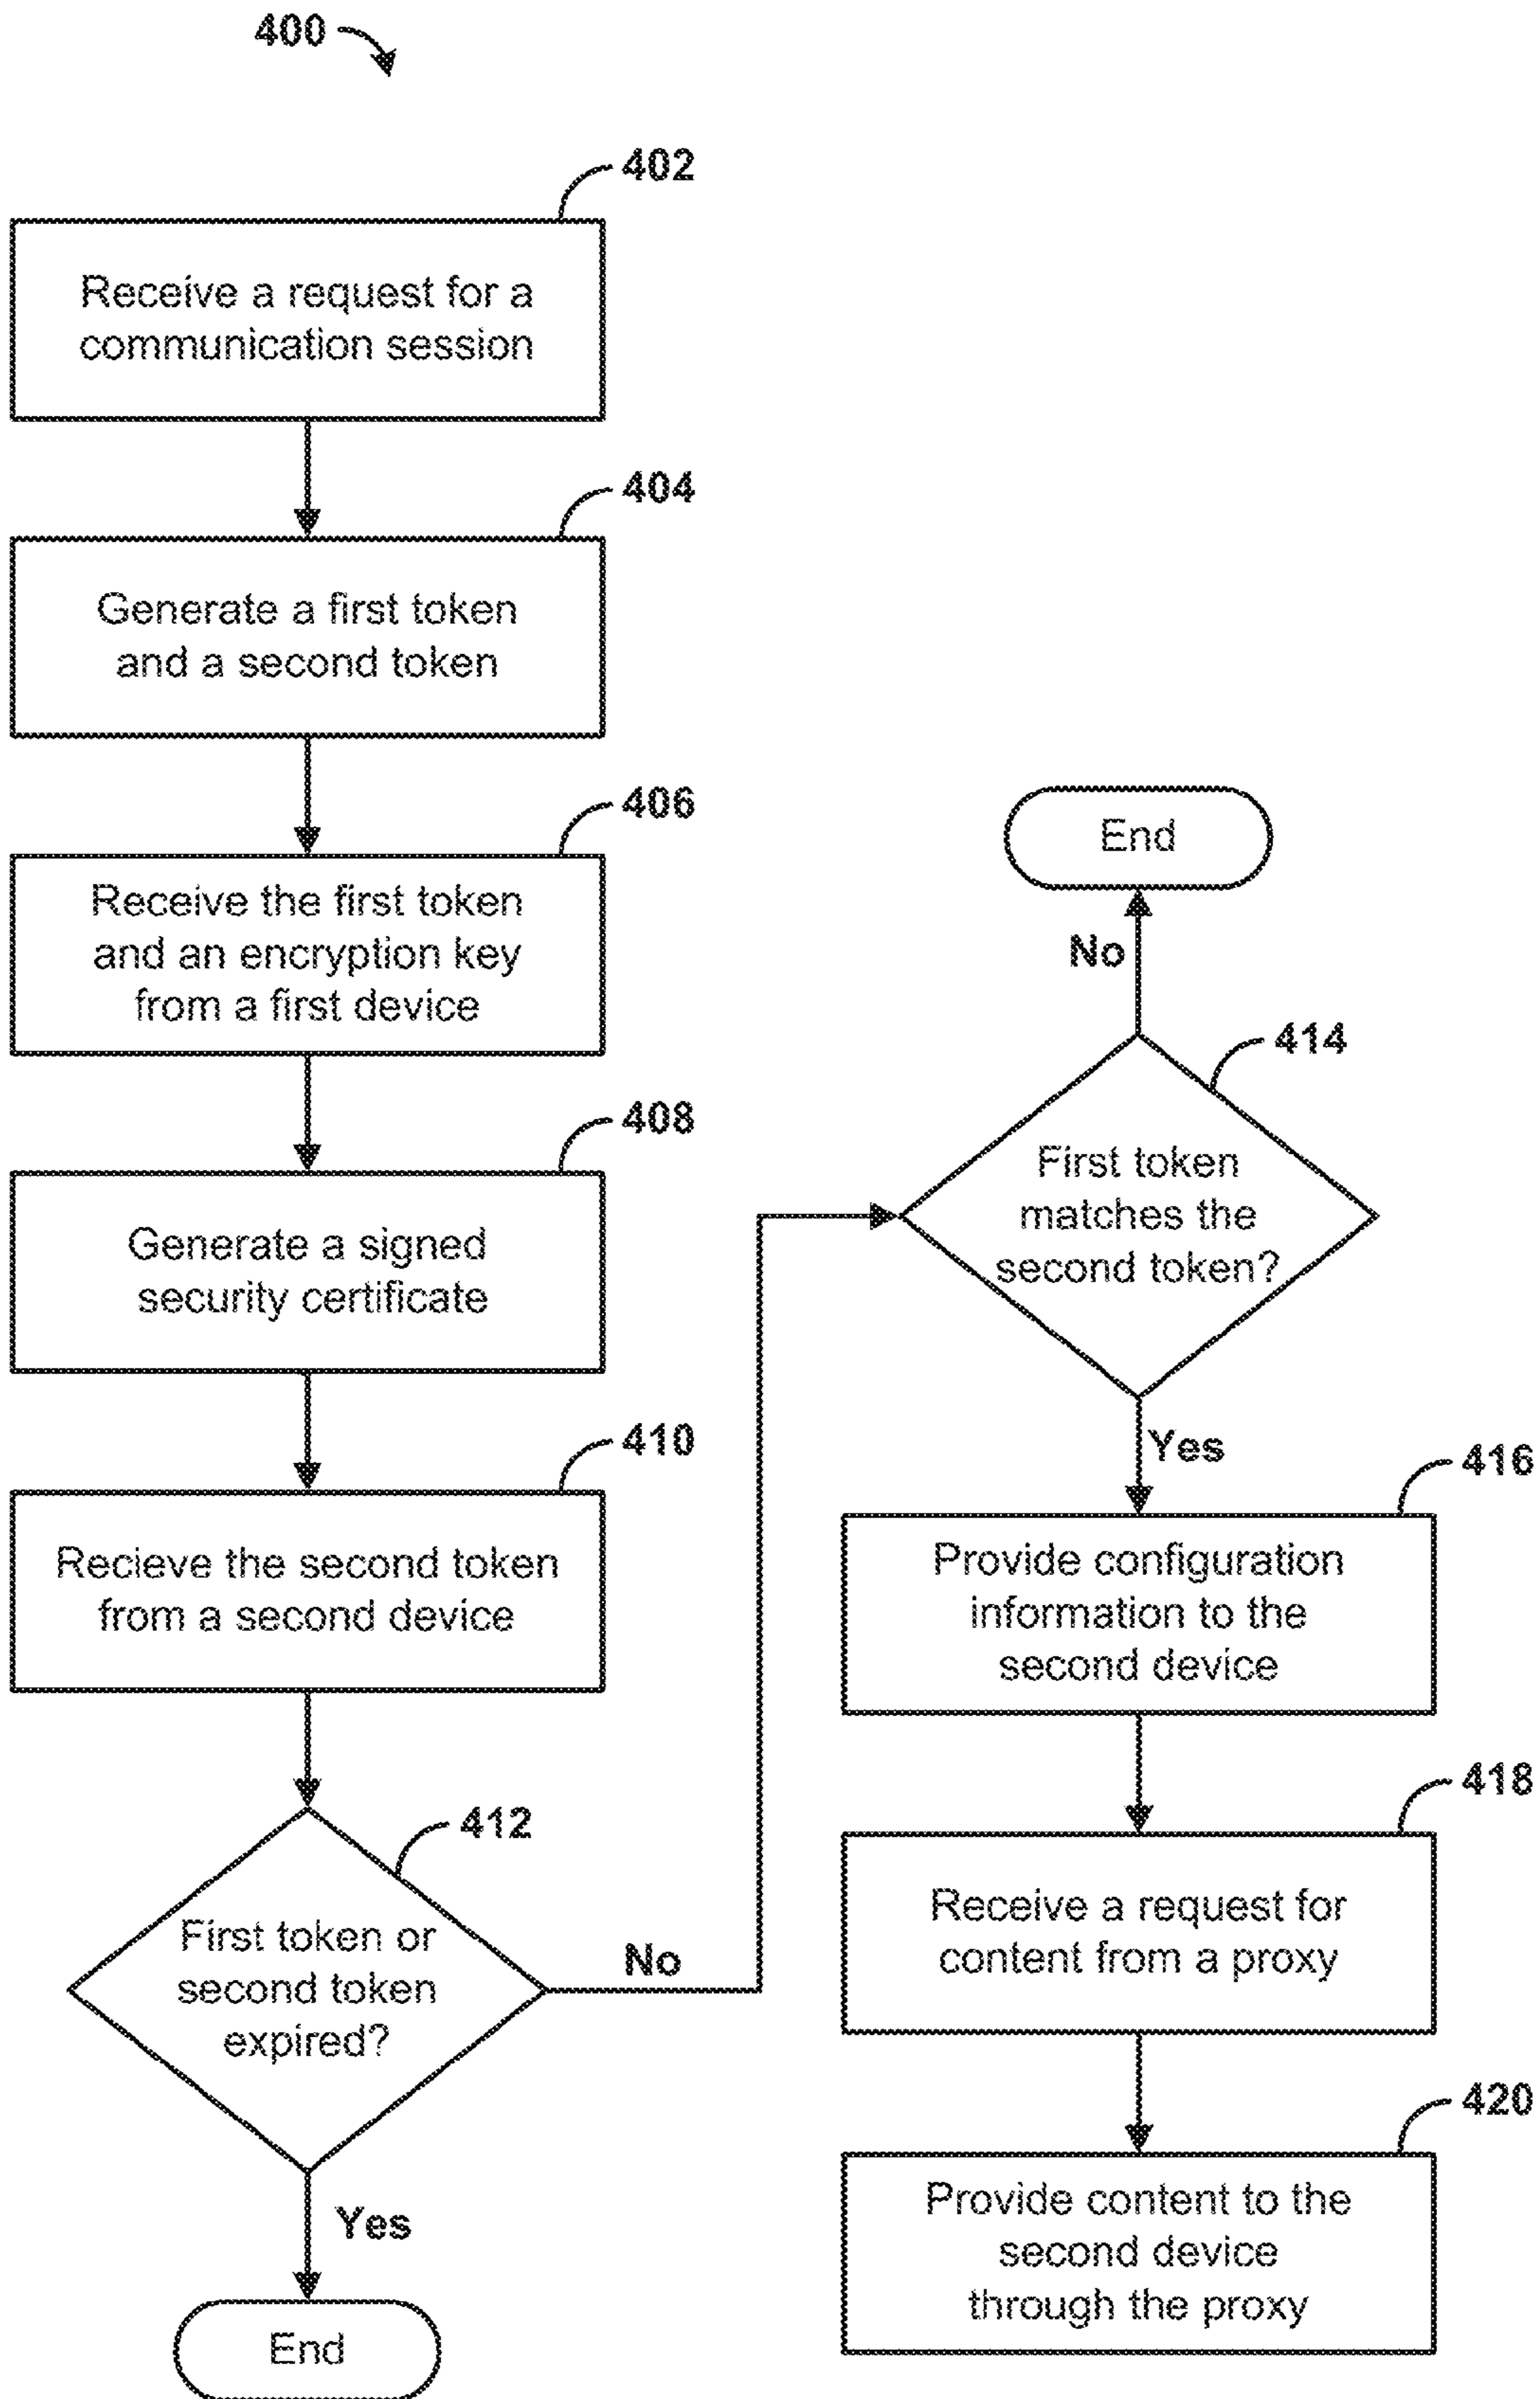 400
402
Receive a request for a
communication session
404
Generate a first token
and a second token
406
Receive the first token
and an encryption key
from a first device
408
Generate a signed
security certificate
410
Recieve the second token
from a second device
412
First token or
second token
expired?
No
Yes
End
End
No
414
First token
matches the
second token?
Yes
416
Provide configuration
information to the
second device
418
Receive a request for
content from a proxy
420
Provide content to the
second device
through the proxy